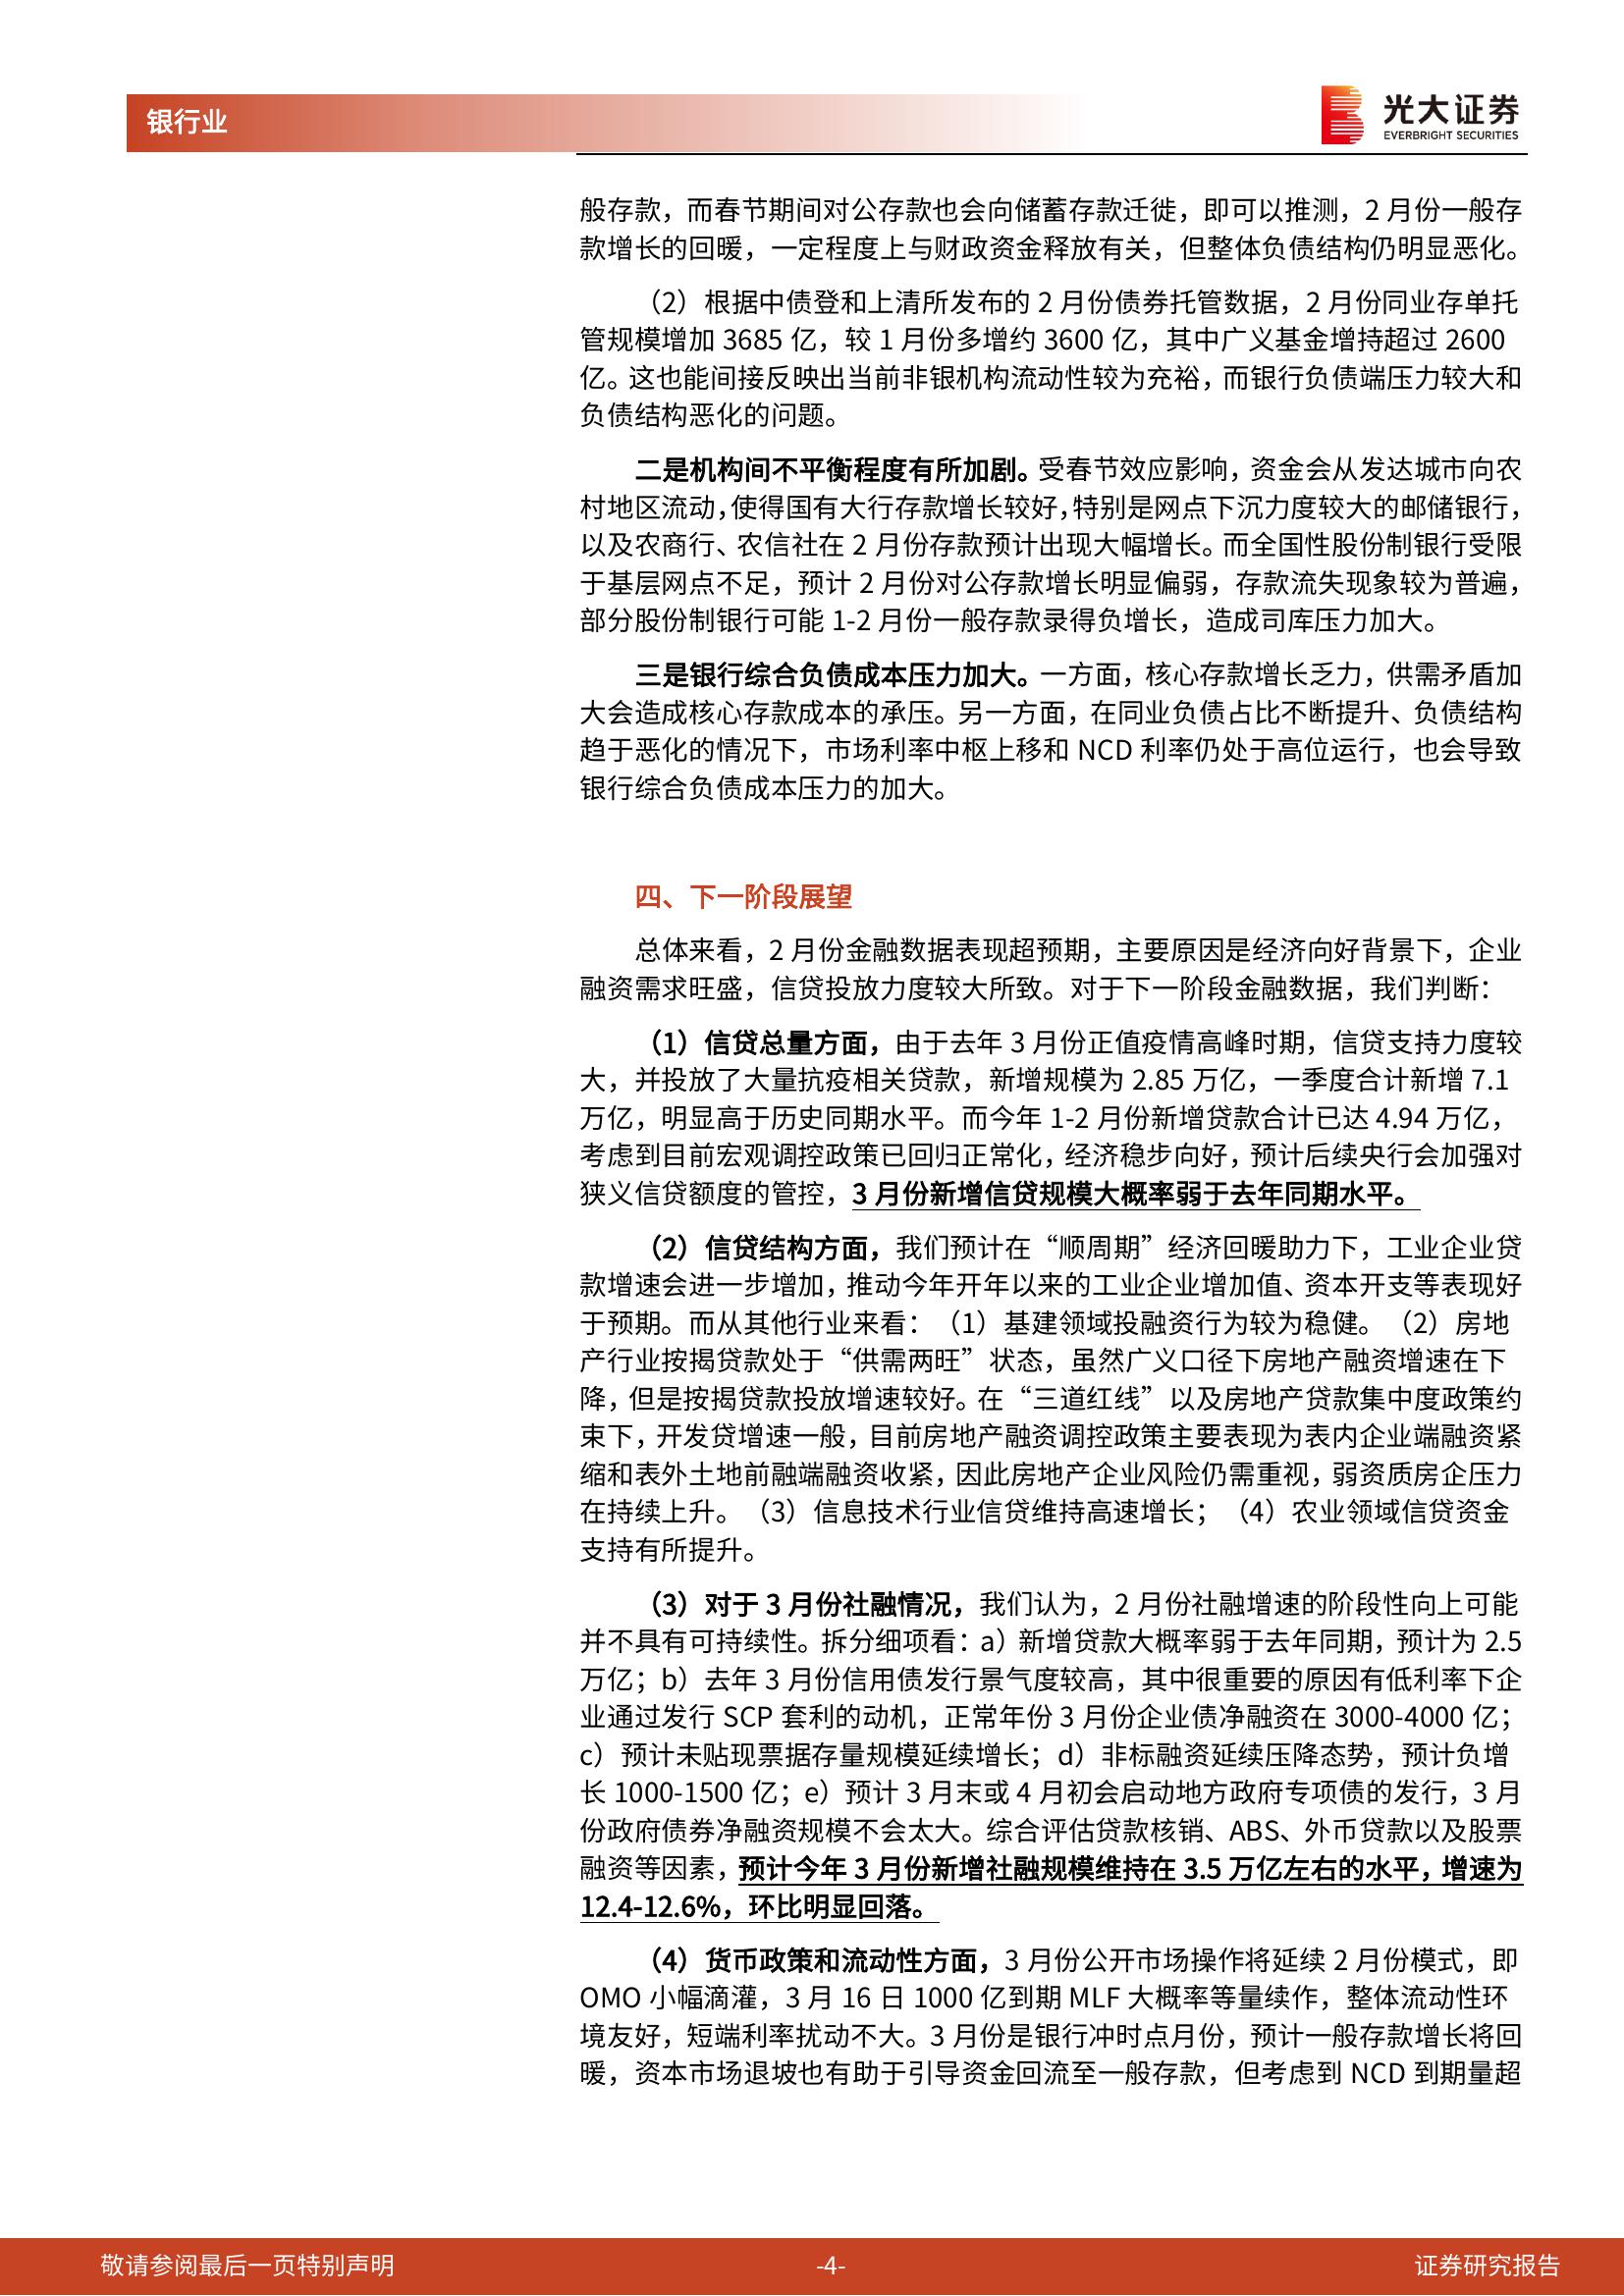 银行业
光大证券
EVERBRIGHT SECURITIES
般存款，而春节期间对公存款也会向储蓄存款迁徙，即可以推测，2 月份一般存
款增长的回暖，一定程度上与财政资金释放有关，但整体负债结构仍明显恶化。
（2）根据中债登和上清所发布的 2 月份债券托管数据，2 月份同业存单托
管规模增加 3685 亿，较 1 月份多增约 3600 亿，其中广义基金增持超过 2600
亿。这也能间接反映出当前非银机构流动性较为充裕，而银行负债端压力较大和
负债结构恶化的问题。
二是机构间不平衡程度有所加剧。受春节效应影响，资金会从发达城市向农
村地区流动，使得国有大行存款增长较好，特别是网点下沉力度较大的邮储银行，
以及农商行、农信社在 2 月份存款预计出现大幅增长。而全国性股份制银行受限
于基层网点不足，预计 2 月份对公存款增长明显偏弱，存款流失现象较为普遍，
部分股份制银行可能 1-2 月份一般存款录得负增长，造成司库压力加大。
三是银行综合负债成本压力加大。一方面，核心存款增长乏力，供需矛盾加
大会造成核心存款成本的承压。另一方面，在同业负债占比不断提升、负债结构
趋于恶化的情况下，市场利率中枢上移和 NCD 利率仍处于高位运行，也会导致
银行综合负债成本压力的加大。
四、下一阶段展望
总体来看，2 月份金融数据表现超预期，主要原因是经济向好背景下，企业
融资需求旺盛，信贷投放力度较大所致。对于下一阶段金融数据，我们判断：
（1）信贷总量方面，由于去年 3 月份正值疫情高峰时期，信贷支持力度较
大，并投放了大量抗疫相关贷款，新增规模为 2.85 万亿，一季度合计新增 7.1
万亿，明显高于历史同期水平。而今年 1-2 月份新增贷款合计已达 4.94 万亿，
考虑到目前宏观调控政策已回归正常化，经济稳步向好，预计后续央行会加强对
狭义信贷额度的管控，3 月份新增信贷规模大概率弱于去年同期水平。
（2）信贷结构方面，我们预计在“顺周期”经济回暖助力下，工业企业贷
款增速会进一步增加，推动今年开年以来的工业企业增加值、资本开支等表现好
于预期。而从其他行业来看：（1）基建领域投融资行为较为稳健。（2）房地
产行业按揭贷款处于“供需两旺”状态，虽然广义口径下房地产融资增速在下
降，但是按揭贷款投放增速较好。在“三道红线”以及房地产贷款集中度政策约
束下，开发贷增速一般，目前房地产融资调控政策主要表现为表内企业端融资紧
缩和表外土地前融端融资收紧，因此房地产企业风险仍需重视，弱资质房企压力
在持续上升。（3）信息技术行业信贷维持高速增长；（4）农业领域信贷资金
支持有所提升。
（3）对于 3 月份社融情况，我们认为，2 月份社融增速的阶段性向上可能
并不具有可持续性。拆分细项看：a）新增贷款大概率弱于去年同期，预计为 2.5
万亿；b）去年 3 月份信用债发行景气度较高，其中很重要的原因有低利率下企
业通过发行 SCP 套利的动机，正常年份 3 月份企业债净融资在 3000-4000 亿；
c）预计未贴现票据存量规模延续增长；d）非标融资延续压降态势，预计负增
长 1000-1500 亿；e）预计 3 月末或 4 月初会启动地方政府专项债的发行，3 月
份政府债券净融资规模不会太大。综合评估贷款核销、ABS、外币贷款以及股票
融资等因素，预计今年 3 月份新增社融规模维持在 3.5 万亿左右的水平，增速为
12.4-12.6%，环比明显回落。
（4）货币政策和流动性方面，3 月份公开市场操作将延续 2 月份模式，即
OMO 小幅滴灌，3 月 16 日 1000 亿到期 MLF 大概率等量续作，整体流动性环
境友好，短端利率扰动不大。3 月份是银行冲时点月份，预计一般存款增长将回
暖，资本市场退坡也有助于引导资金回流至一般存款，但考虑到 NCD 到期量超
敬请参阅最后一页特别声明
-4-
证券研究报告